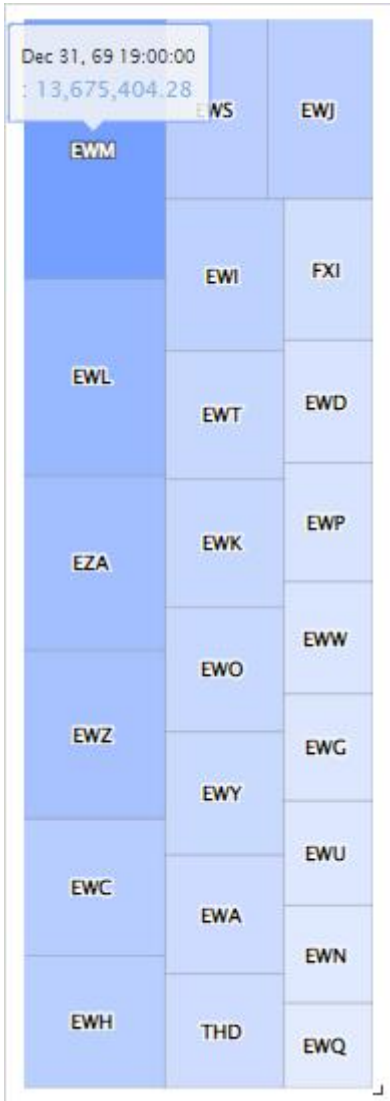 Dec 31, 69 19:00:00
: 13,675,404.28
EWS
EWJ
EWM
EWI
FXI
EWL
EWT
EWD
EZA
EWK
EWP
EWO
EWW
EWZ
EWY
EWG
EWC
EWA
EWU
EWH
THD
EWN
EWQ